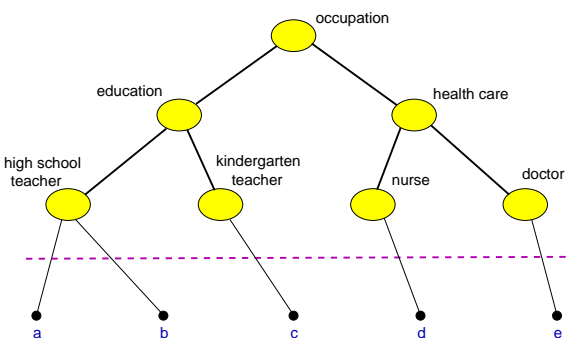 occupation
education
health care
high school
teacher
kindergarten
teacher
nurse
doctor
a
b
c
d
e